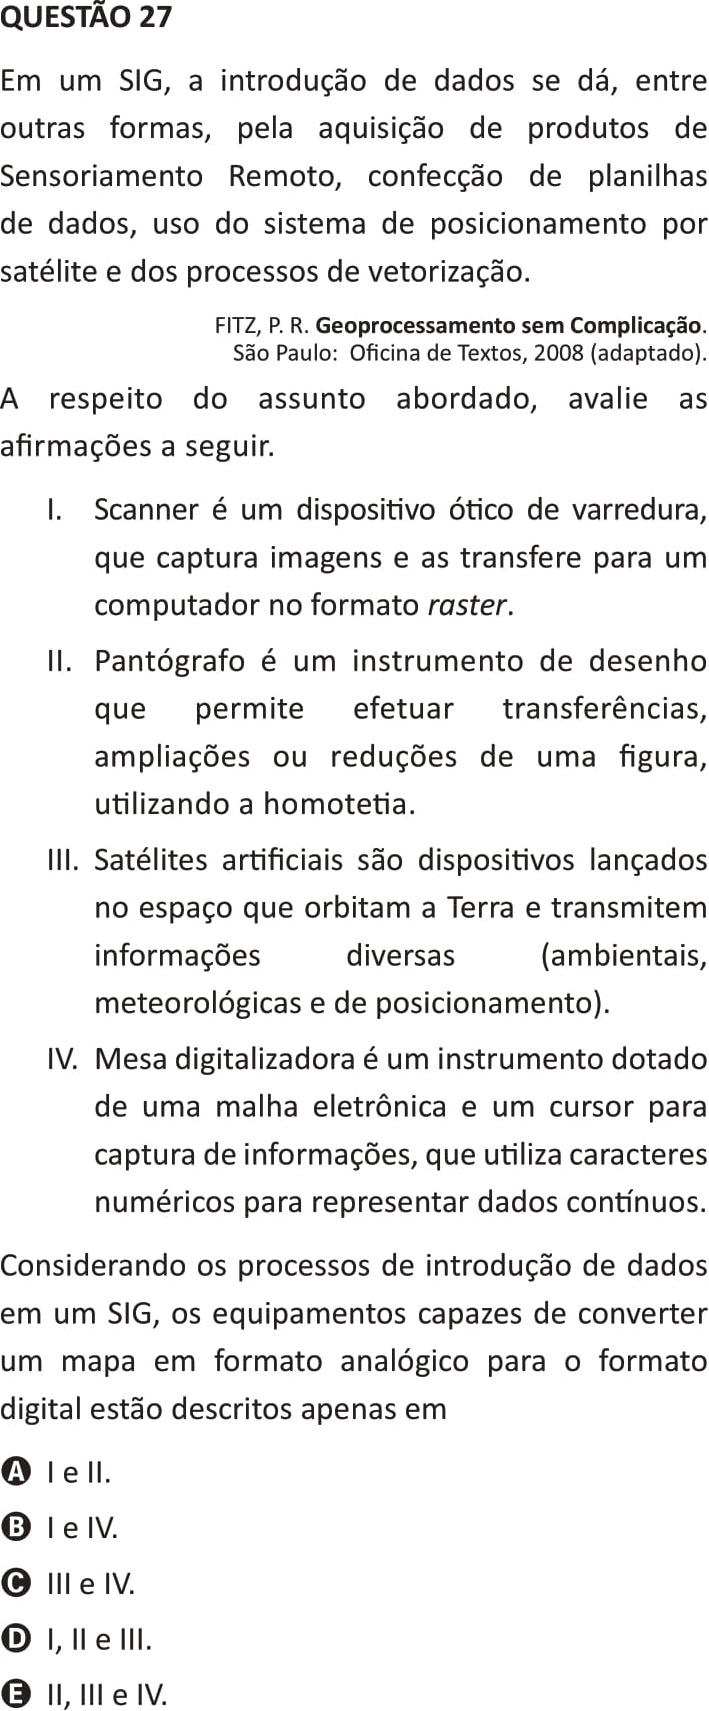 QUESTÃO 27
Em um SIG, a introdução de dados se dá, entre
outras formas, pela aquisição de produtos de
Sensoriamento Remoto, confecção de planilhas
de dados, uso do sistema de posicionamento por
satélite e dos processos de vetorização.
FITZ, P. R. Geoprocessamento sem Complicação.
São Paulo: Oficina de Textos, 2008 (adaptado).
A respeito do assunto abordado, avalie as
afirmações a seguir.
I. Scanner é um dispositivo ótico de varredura,
que captura imagens e as transfere para um
computador no formato raster.
II. Pantógrafo é um instrumento de desenho
que permite efetuar transferências,
ampliações ou reduções de uma figura,
utilizando a homotetia.
III. Satélites artificiais são dispositivos lançados
no espaço que orbitam a Terra e transmitem
informações diversas (ambientais,
meteorológicas e de posicionamento).
IV. Mesa digitalizadora é um instrumento dotado
de uma malha eletrônica e um cursor para
captura de informações, que utiliza caracteres
numéricos para representar dados contínuos.
Considerando os processos de introdução de dados
em um SIG, os equipamentos capazes de converter
um mapa em formato analógico para o formato
digital estão descritos apenas em
A I e II.
B I e IV.
C III e IV.
D I, II e III.
E II, III e IV.